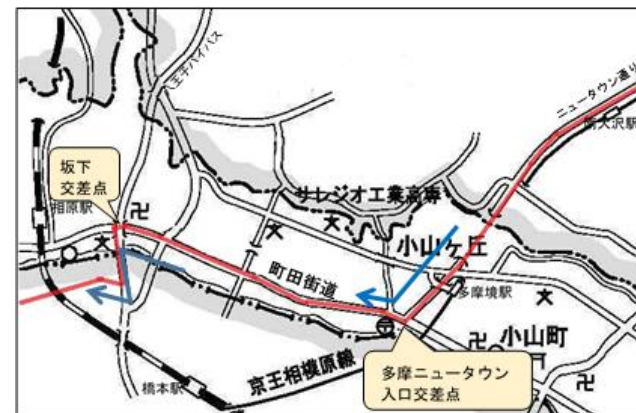 八王子バイパス
ニュータウン通り
南大沢駅
坂下
交差点
相原駅
サレジオ工業高専
小山ヶ丘
町田街道
多摩境駅
小山町
京王相模原線
橋本駅
多摩ニュータウン
入口交差点